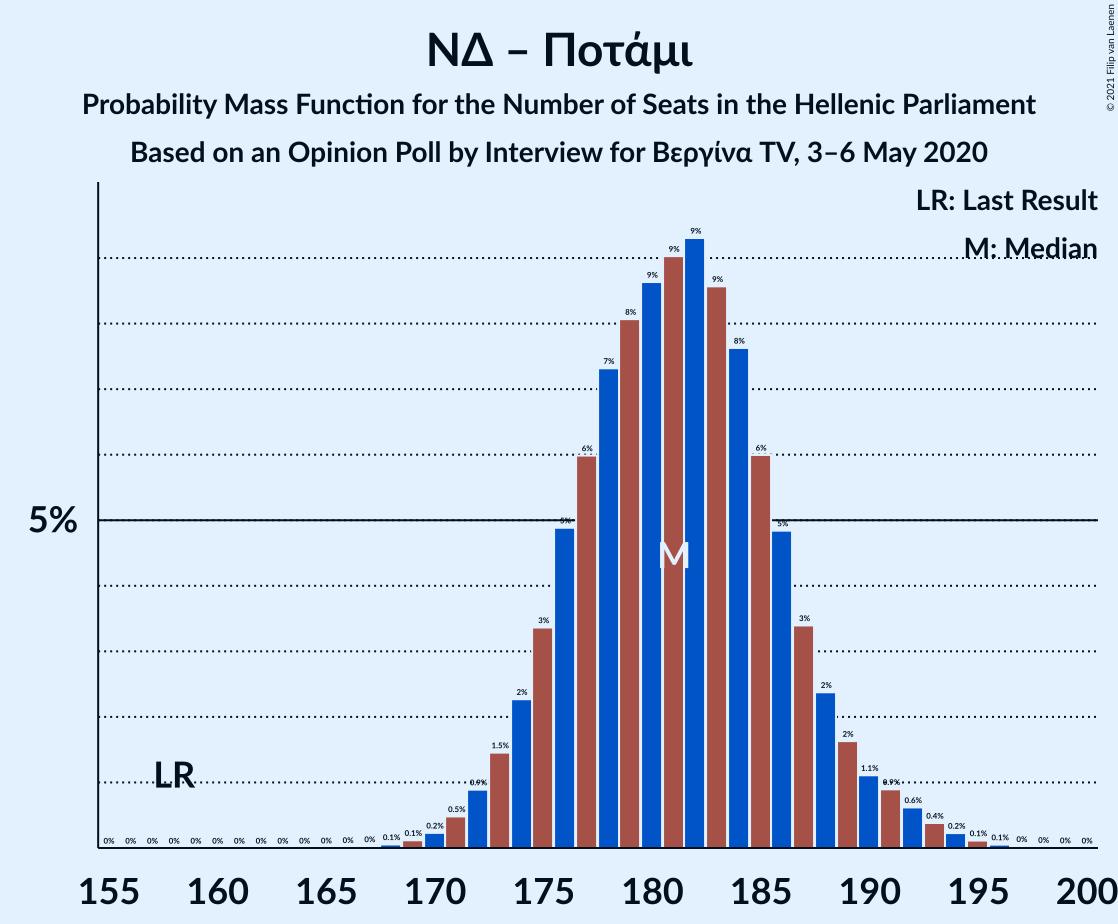 ΝΔ – Ποτάμι
Probability Mass Function for the Number of Seats in the Hellenic Parliament
Based on an Opinion Poll by Interview for Βεργίνα TV, 3–6 May 2020
© 2021 Filip van Laenen
LR: Last Result
M: Median
5%
LR
M
0% 0% 0% 0% 0% 0% 0% 0% 0% 0% 0% 0% 0% 0.1% 0.1% 0.2% 0.5% 0.9% 1.5% 2% 3% 5% 6% 7% 8% 9% 9% 9% 9% 8% 6% 5% 3% 2% 2% 1.1% 0.9% 0.6% 0.4% 0.2% 0.1% 0.1% 0% 0% 0% 0%
155 160 165 170 175 180 185 190 195 200